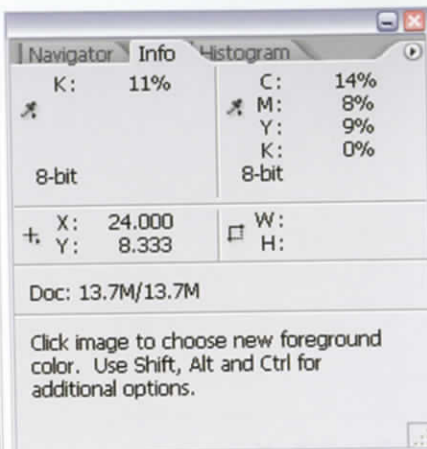 Navigator Info Histogram
K: 11%
8-bit
C: 14%
M: 8%
Y: 9%
K: 0%
8-bit
X: 24.000
Y: 8.333
W:
H:
Doc: 13.7M/13.7M
Click image to choose new foreground
color. Use Shift, Alt and Ctrl for
additional options.